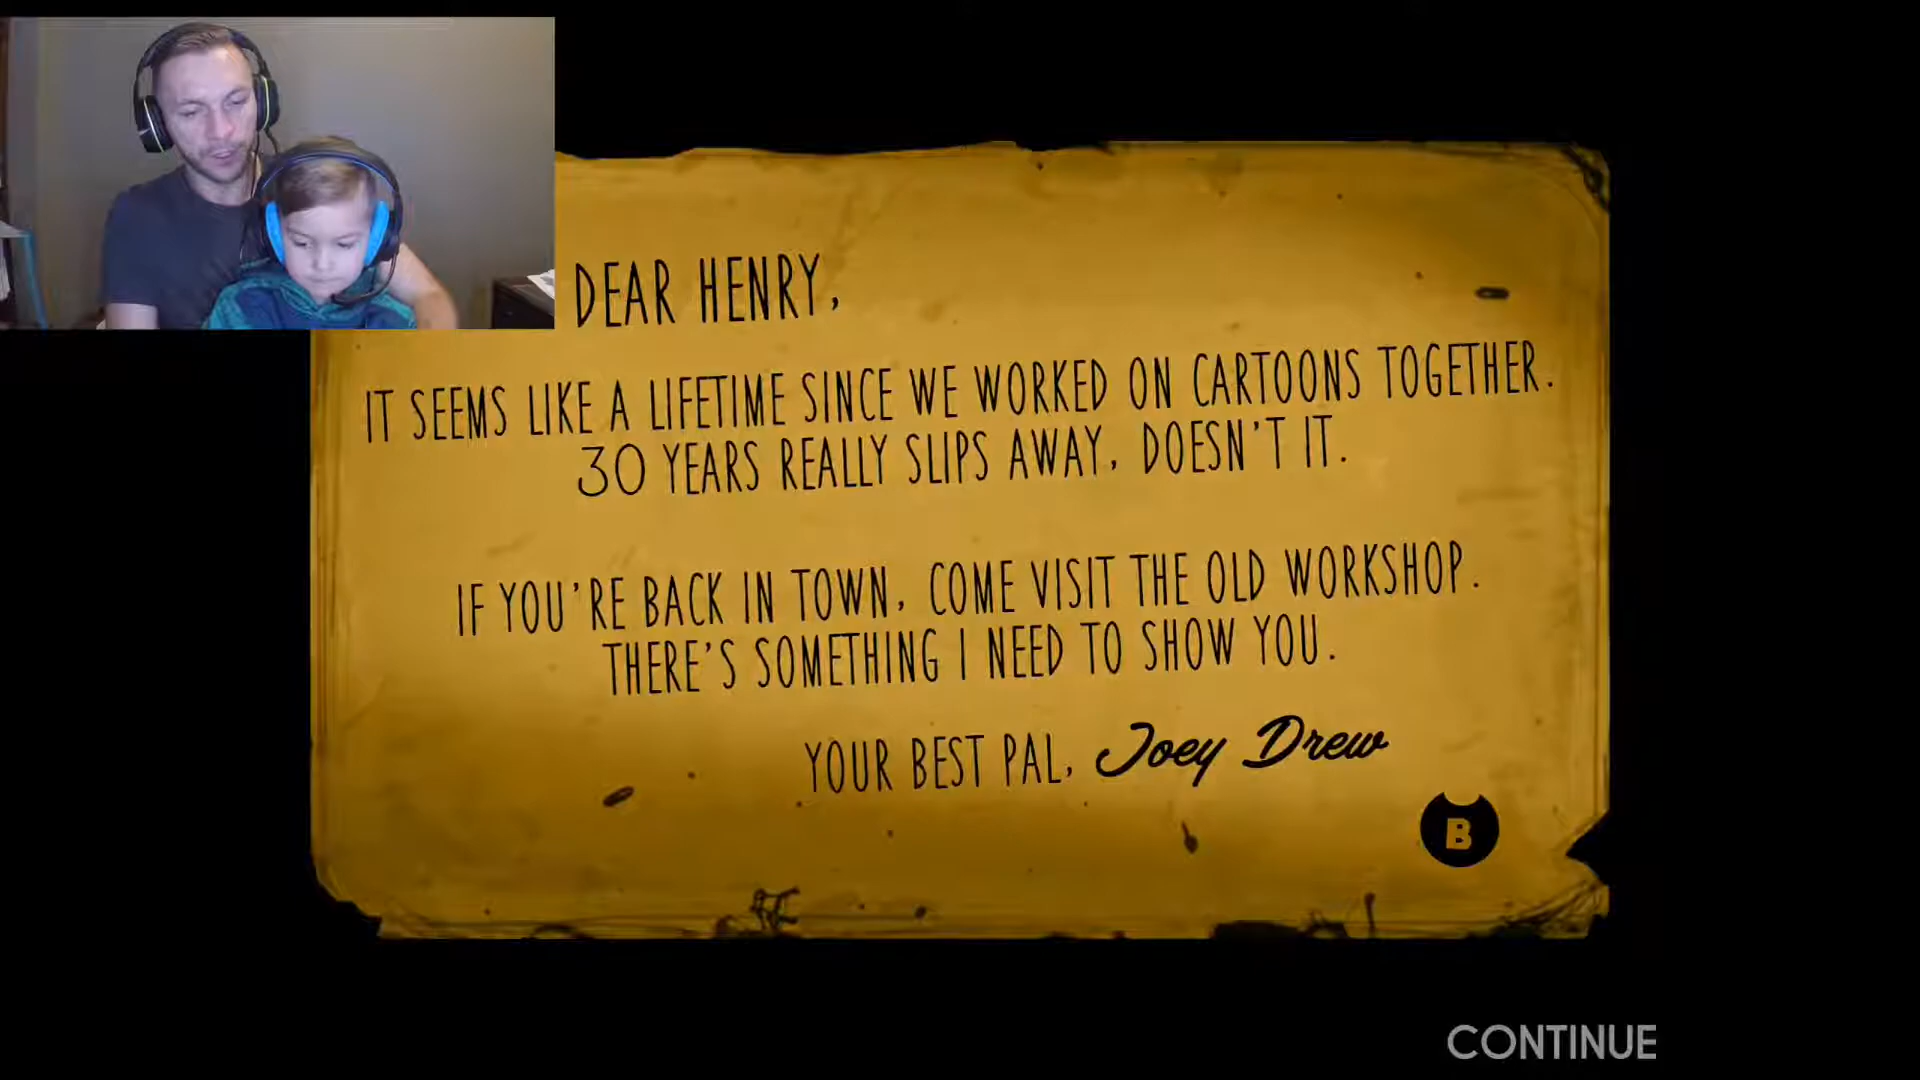 DEAR HENRY,
IT SEEMS LIKE A LIFETIME SINCE WE WORKED ON CARTOONS TOGETHER.
30 YEARS REALLY SLIPS AWAY, DOESN'T IT.
IF YOU'RE BACK IN TOWN, COME VISIT THE OLD WORKSHOP.
THERE'S SOMETHING I NEED TO SHOW YOU.
YOUR BEST PAL, Joey Drew
B
CONTINUE